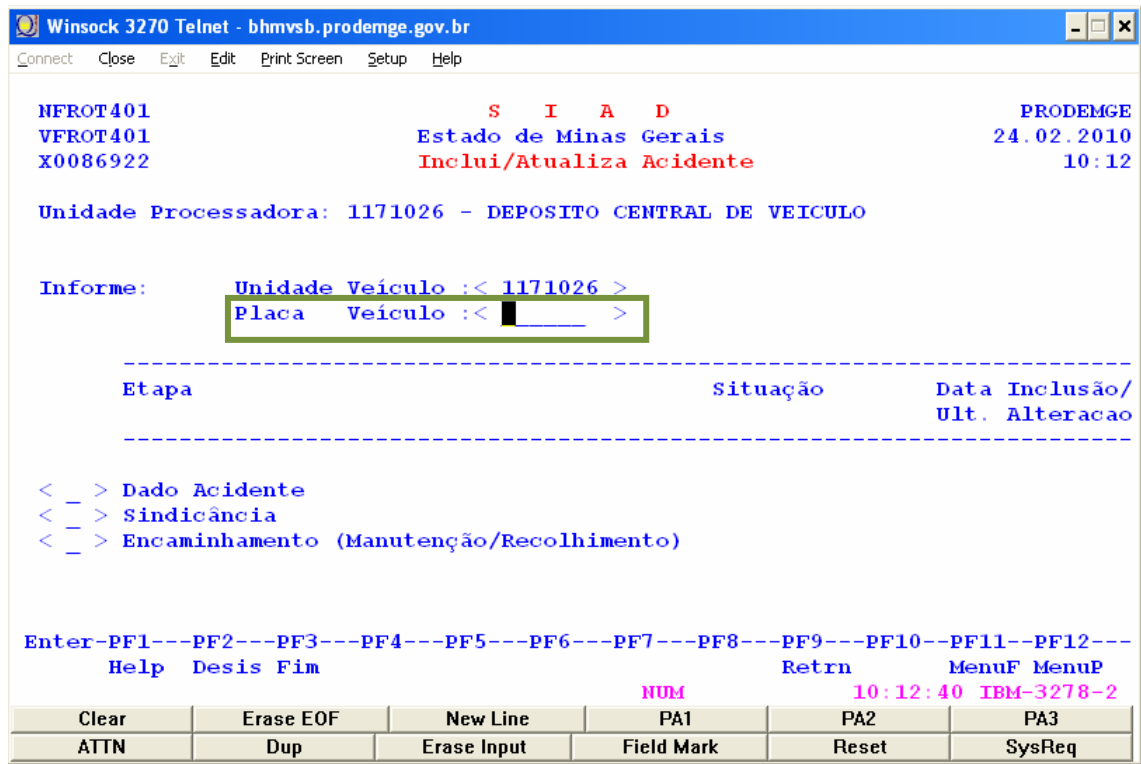 Winsock 3270 Telnet - bhmvsb.prodemge.gov.br
Connect Close Exit Edit Print Screen Setup Help
NFROT401 S I A D PRODEMGE
VFROT401 Estado de Minas Gerais 24.02.2010
X0086922 Inclui/Atualiza Acidente 10:12
Unidade Processadora: 1171026 - DEPOSITO CENTRAL DE VEICULO
Informe: Unidade Veículo :< 1171026 >
Placa Veículo :< ______ >
------------------------------------------------------------------------
Etapa Situação Data Inclusão/
Ult. Alteracao
------------------------------------------------------------------------
< _ > Dado Acidente
< _ > Sindicância
< _ > Encaminhamento (Manutenção/Recolhimento)
Enter-PF1---PF2---PF3---PF4---PF5---PF6---PF7---PF8---PF9---PF10--PF11--PF12---
Help Desis Fim Retrn MenuF MenuP
NUM 10:12:40 IBM-3278-2
Clear Erase EOF New Line PA1 PA2 PA3
ATTN Dup Erase Input Field Mark Reset SysReq